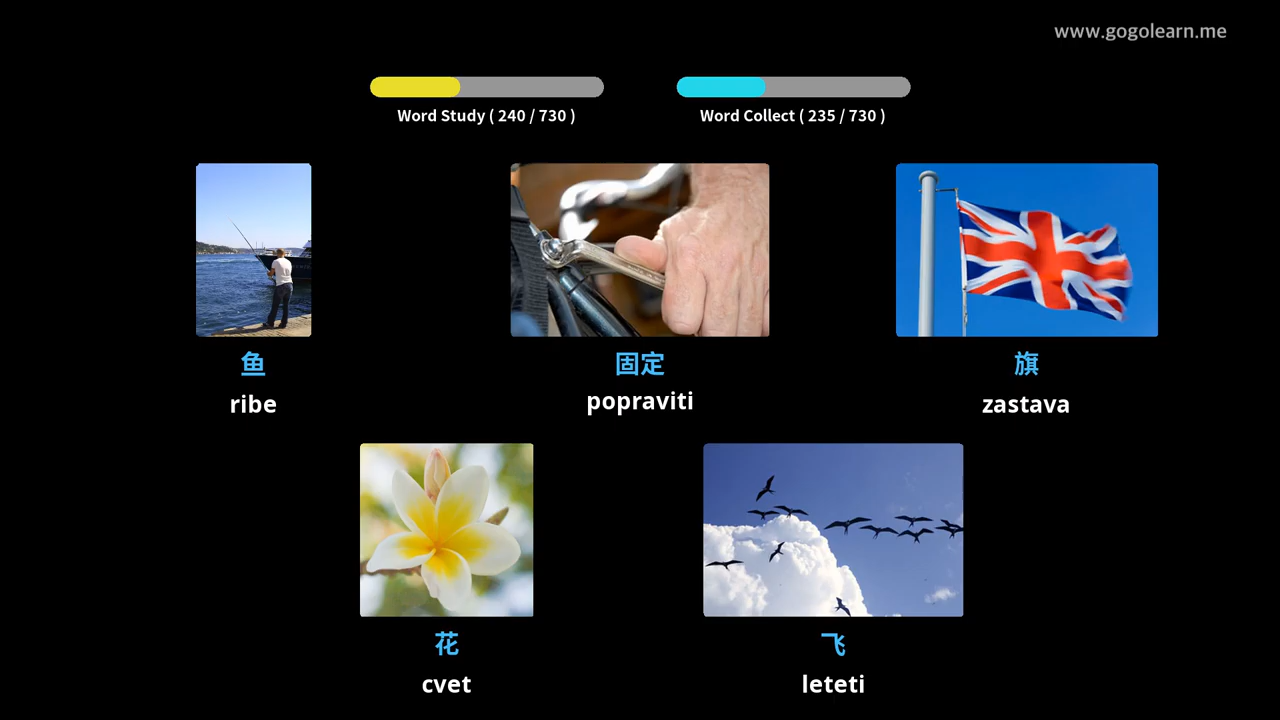 www.gogolearn.me
Word Study ( 240 / 730 )
Word Collect ( 235 / 730 )
鱼
ribe
固定
popraviti
旗
zastava
花
cvet
飞
leteti